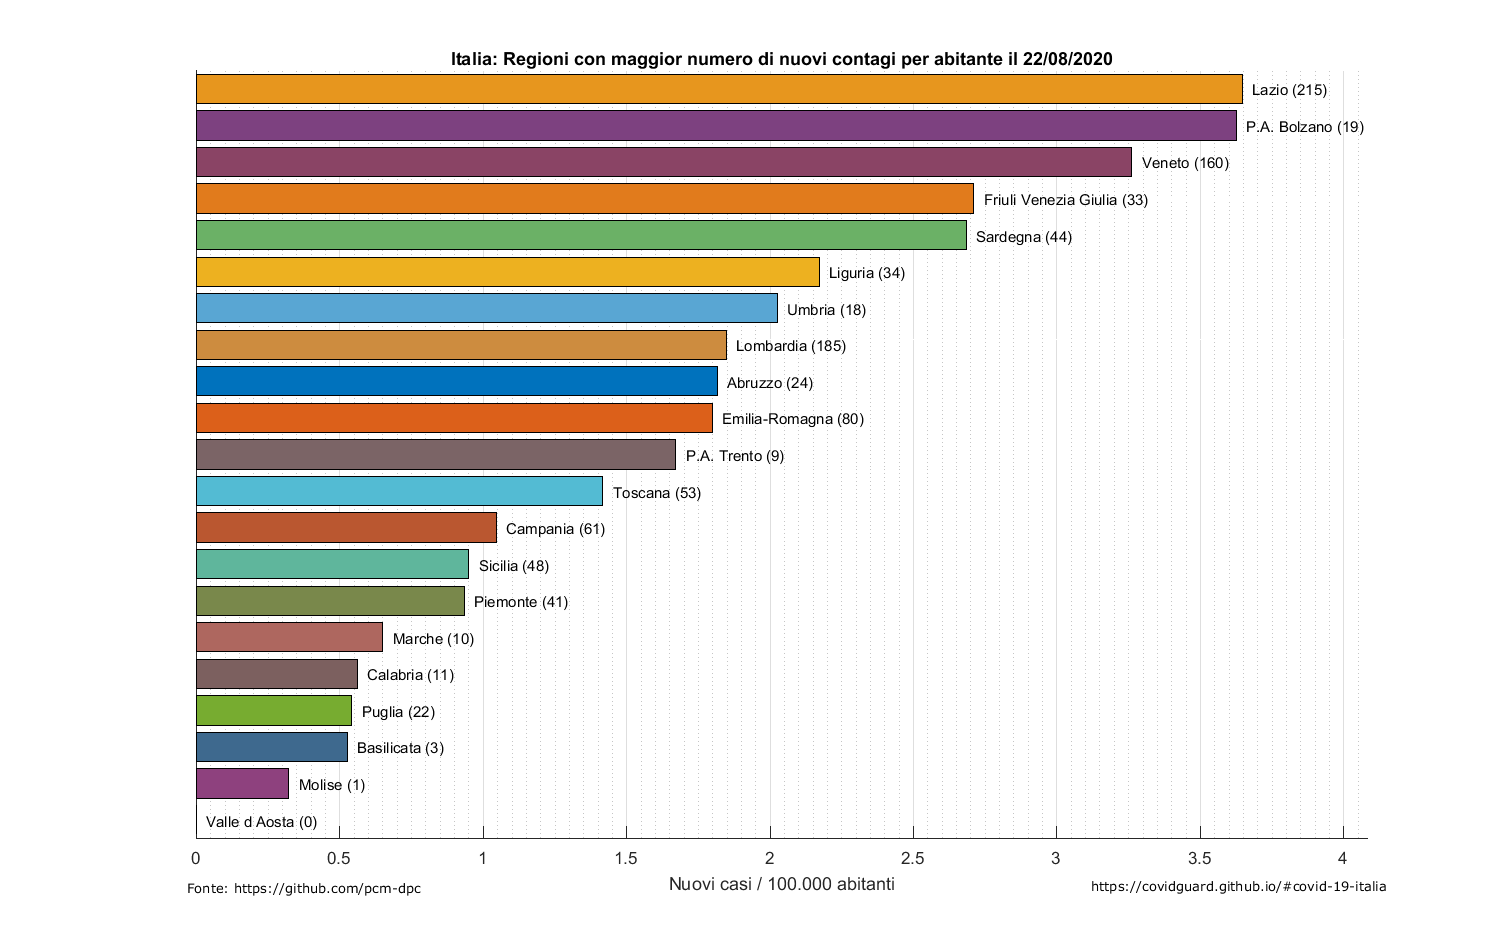 Italia: Regioni con maggior numero di nuovi contagi per abitante il 22/08/2020
Lazio (215)
P.A. Bolzano (19)
Veneto (160)
Friuli Venezia Giulia (33)
Sardegna (44)
Liguria (34)
Umbria (18)
Lombardia (185)
Abruzzo (24)
Emilia-Romagna (80)
P.A. Trento (9)
Toscana (53)
Campania (61)
Sicilia (48)
Piemonte (41)
Marche (10)
Calabria (11)
Puglia (22)
Basilicata (3)
Molise (1)
Valle d Aosta (0)
0 0.5 1 1.5 2 2.5 3 3.5 4
Nuovi casi / 100.000 abitanti
Fonte: https://github.com/pcm-dpc
https://covidguard.github.io/#covid-19-italia